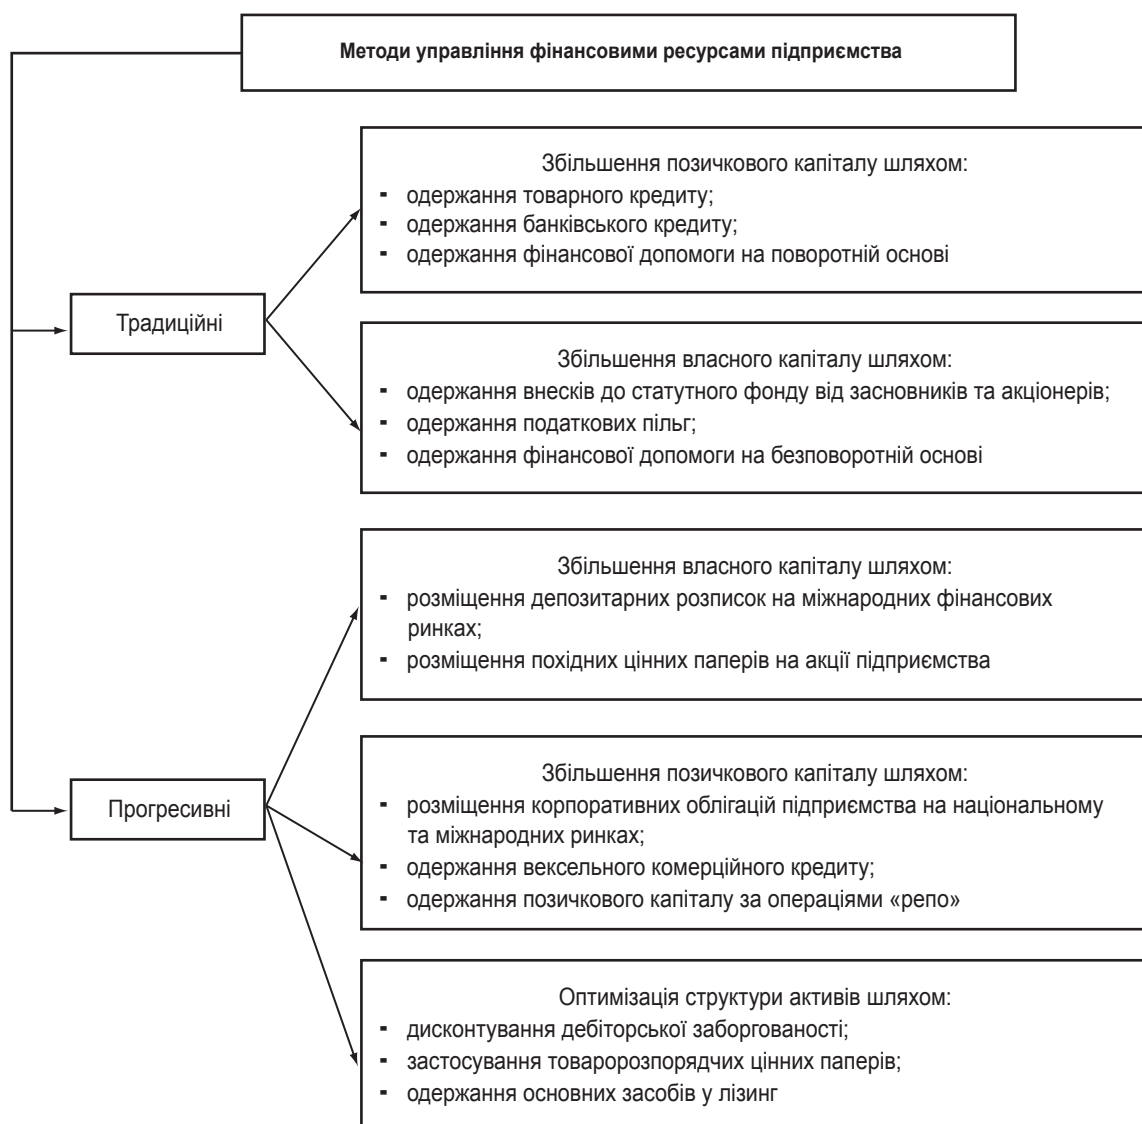 Методи управління фінансовими ресурсами підприємства
Збільшення позичкового капіталу шляхом:
- одержання товарного кредиту;
- одержання банківського кредиту;
- одержання фінансової допомоги на поворотній основі
Традиційні
Збільшення власного капіталу шляхом:
- одержання внесків до статутного фонду від засновників та акціонерів;
- одержання податкових пільг;
- одержання фінансової допомоги на безповоротній основі
Збільшення власного капіталу шляхом:
- розміщення депозитарних розписок на міжнародних фінансових
ринках;
- розміщення похідних цінних паперів на акції підприємства
Прогресивні
Збільшення позичкового капіталу шляхом:
- розміщення корпоративних облігацій підприємства на національному
та міжнародних ринках;
- одержання вексельного комерційного кредиту;
- одержання позичкового капіталу за операціями «репо»
Оптимізація структури активів шляхом:
- дисконтування дебіторської заборгованості;
- застосування товаророзпорядчих цінних паперів;
- одержання основних засобів у лізинг